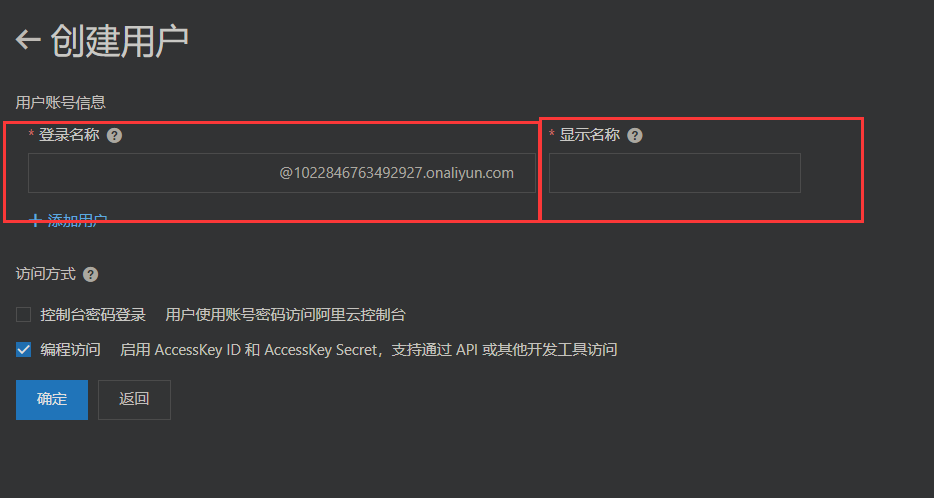 创建用户
用户账号信息
* 登录名称 ? * 显示名称 ?
@1022846763492927.onaliyun.com
+ 添加用户
访问方式 ?
控制台密码登录 用户使用账号密码访问阿里云控制台
编程访问 启用 AccessKey ID 和 AccessKey Secret，支持通过 API 或其他开发工具访问
确定 返回